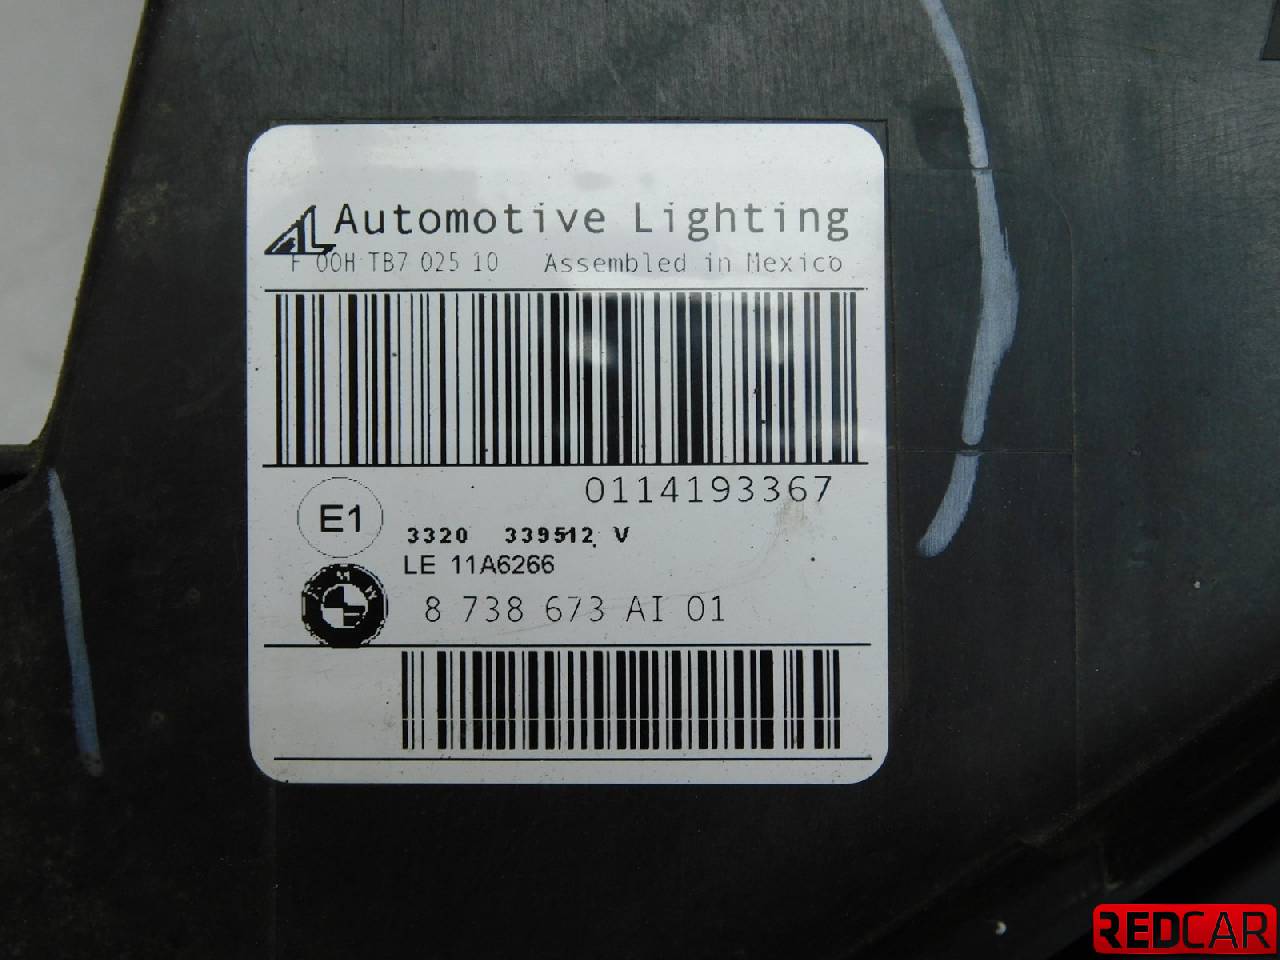 AL Automotive Lighting
F 00H TB7 025 10 Assembled in Mexico
0114193367
E1
3320 339512 V
LE 11A6266
8 738 673 AI 01
REDCAR